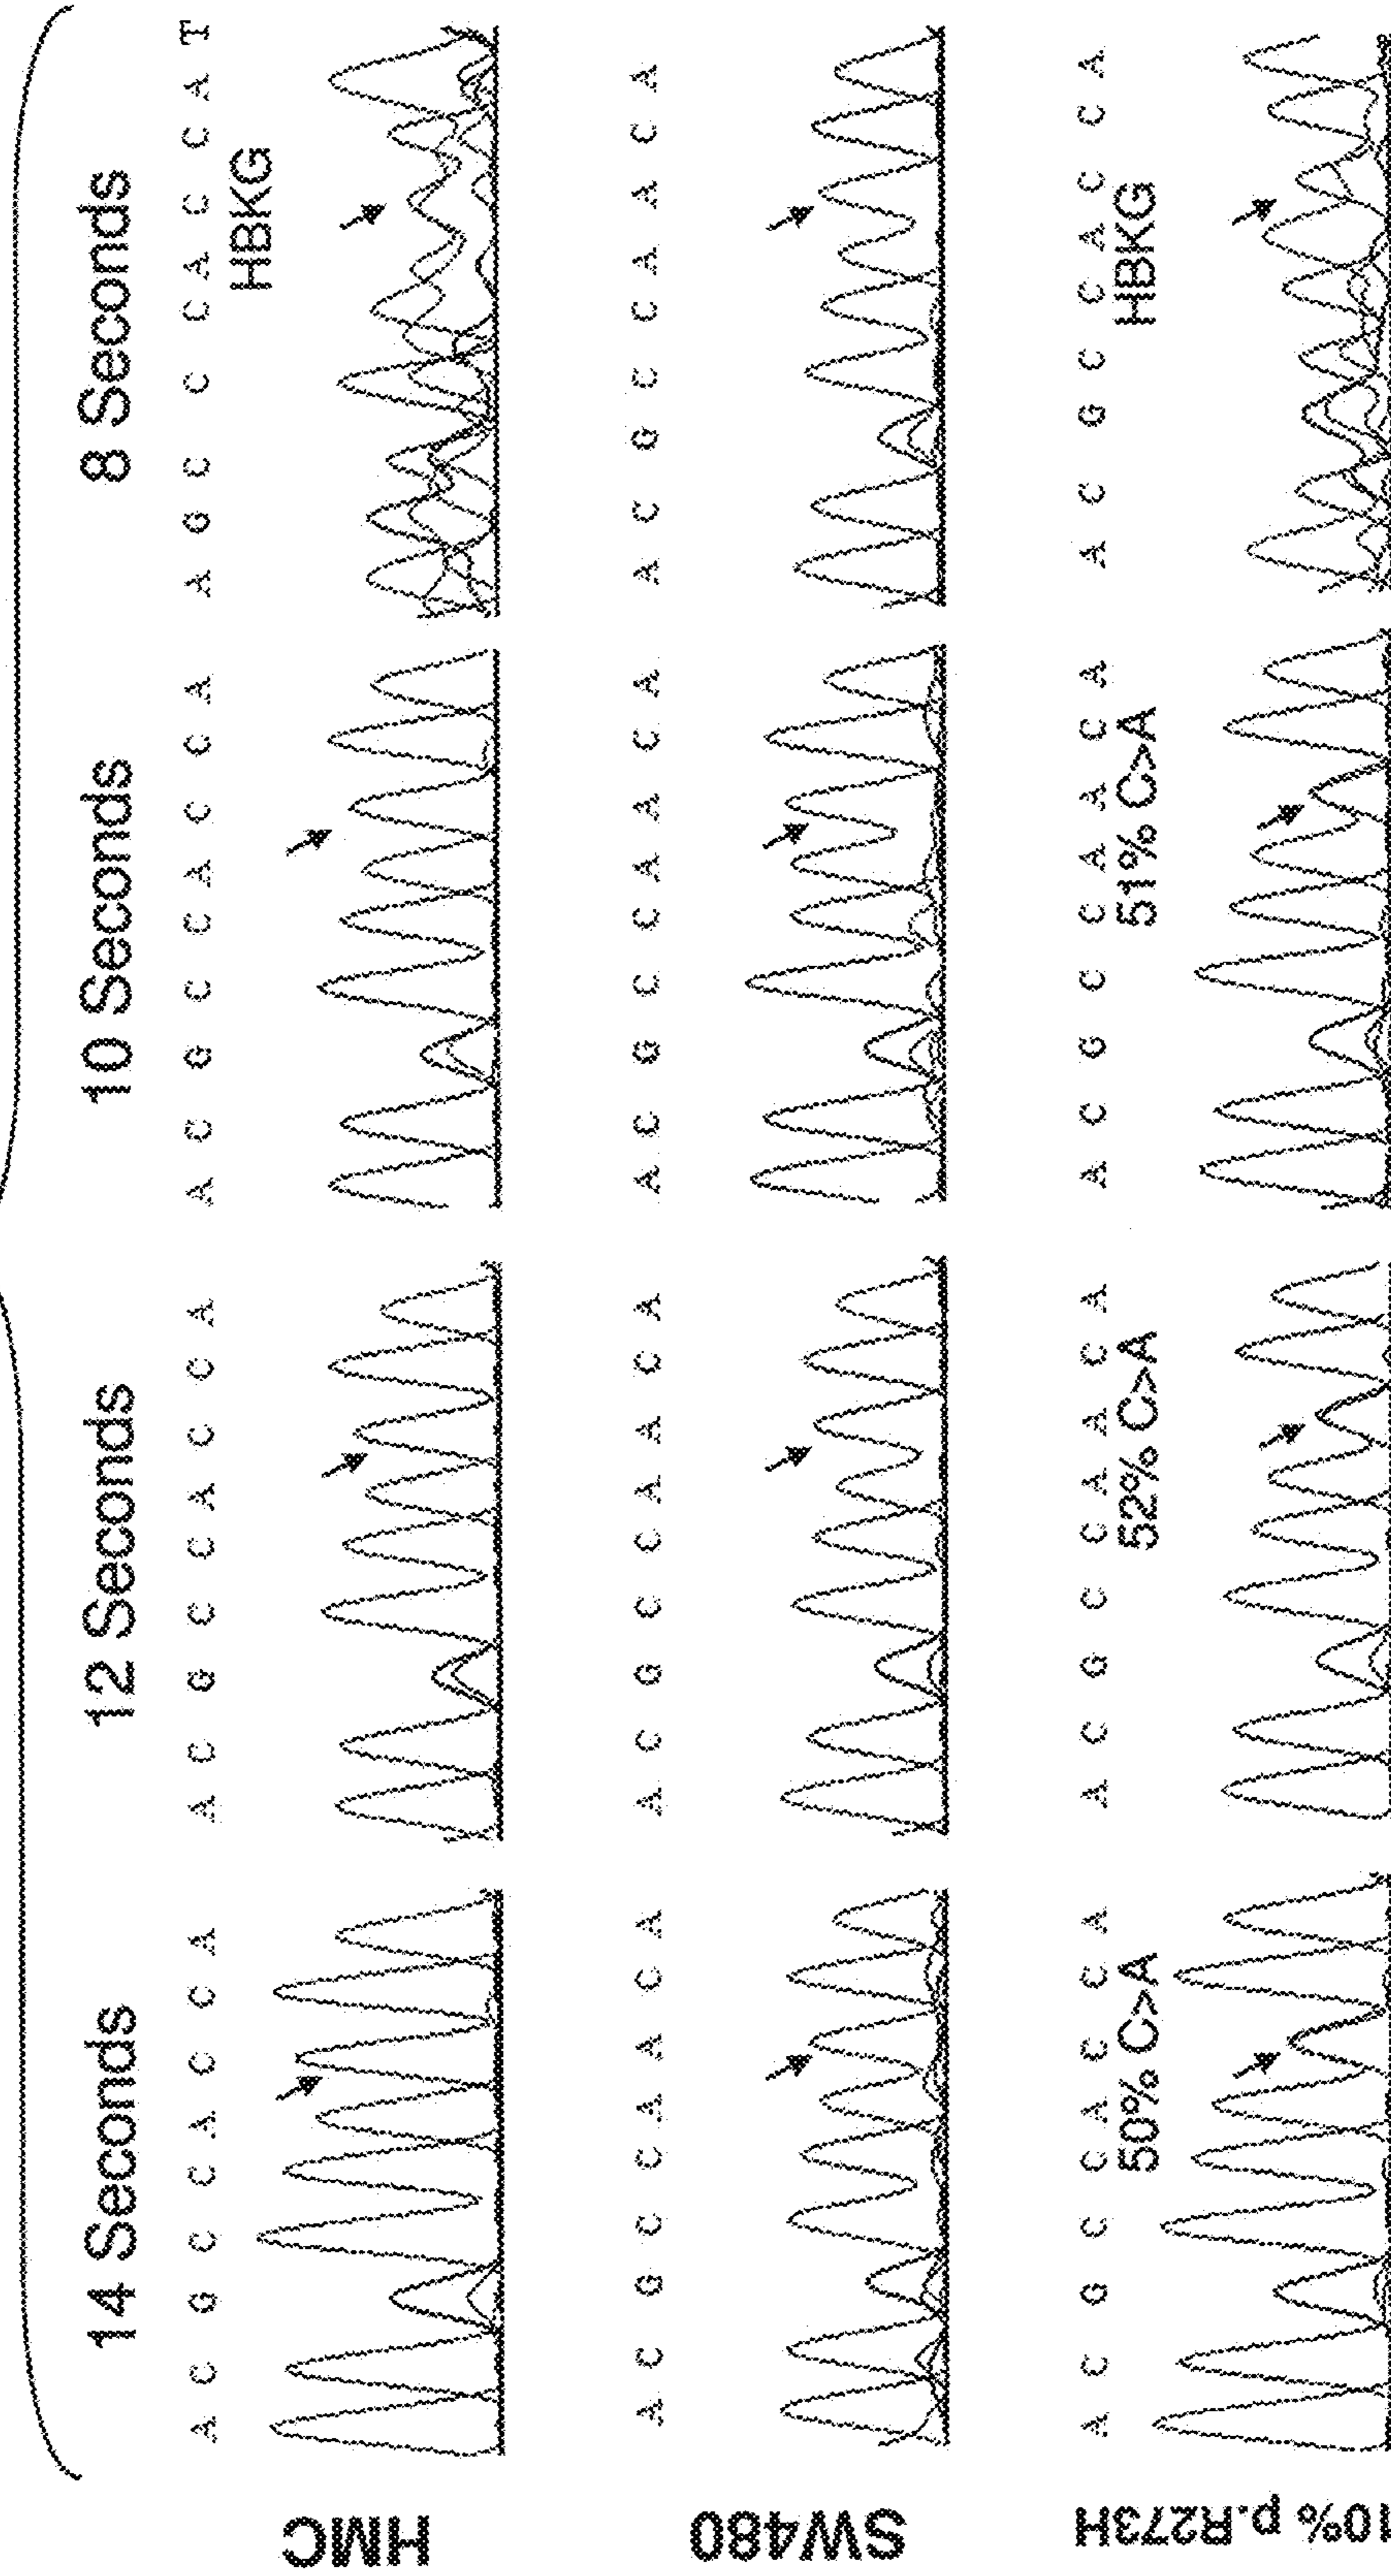 14 Seconds 12 Seconds 10 Seconds 8 Seconds
HMC
A C G C C A C C A A C G C C A C C A A C G C C A C C A A G C C C A C C A T
HBKG
SW480
A C G C C A A C A A C G C C A A C A A C G C C A A C A A C G C C A A C A
10% p.R273H
A C G C C A C C A A C G C C A A C A A C G C C A A C A A C G C C A C C A
50% C>A 52% C>A 51% C>A HBKG